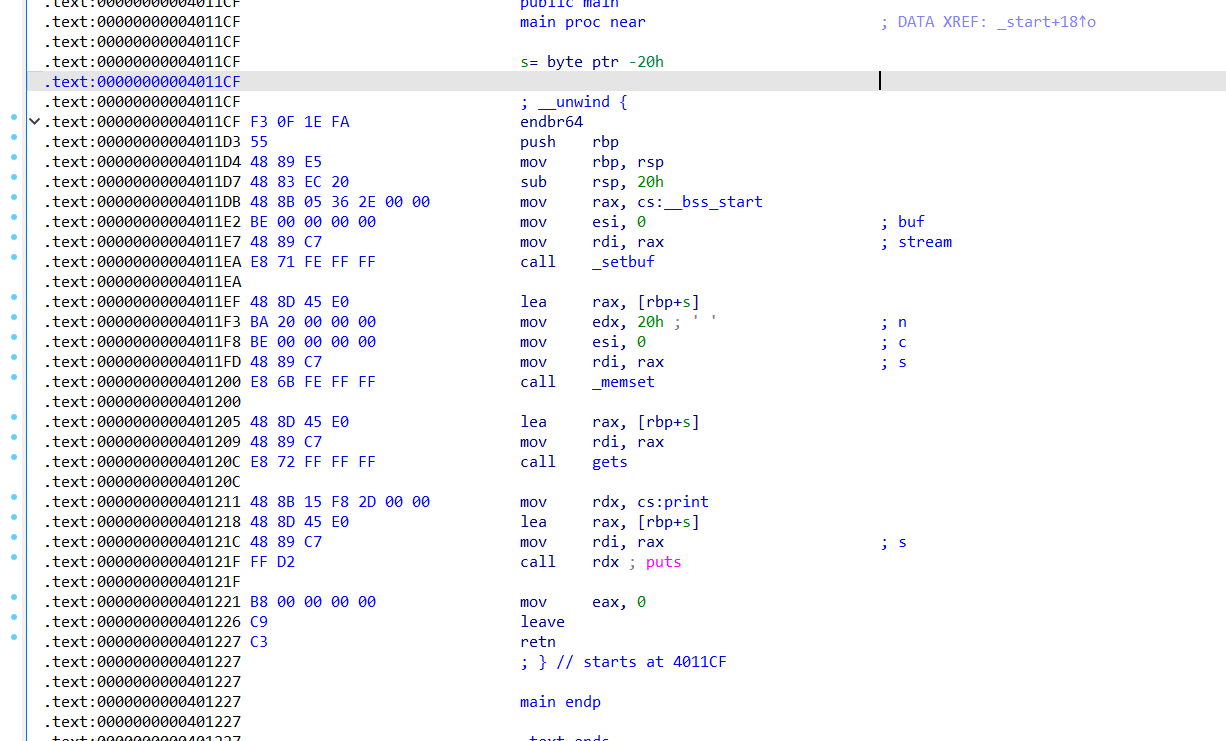 .text:00000000004011CF public main
.text:00000000004011CF main proc near ; DATA XREF: _start+18↑o
.text:00000000004011CF
.text:00000000004011CF s= byte ptr -20h
.text:00000000004011CF
.text:00000000004011CF ; __unwind {
.text:00000000004011CF F3 0F 1E FA endbr64
.text:00000000004011D3 55 push rbp
.text:00000000004011D4 48 89 E5 mov rbp, rsp
.text:00000000004011D7 48 83 EC 20 sub rsp, 20h
.text:00000000004011DB 48 8B 05 36 2E 00 00 mov rax, cs:__bss_start
.text:00000000004011E2 BE 00 00 00 00 mov esi, 0 ; buf
.text:00000000004011E7 48 89 C7 mov rdi, rax ; stream
.text:00000000004011EA E8 71 FE FF FF call _setbuf
.text:00000000004011EA
.text:00000000004011EF 48 8D 45 E0 lea rax, [rbp+s]
.text:00000000004011F3 BA 20 00 00 00 mov edx, 20h ; ' ' ; n
.text:00000000004011F8 BE 00 00 00 00 mov esi, 0 ; c
.text:00000000004011FD 48 89 C7 mov rdi, rax ; s
.text:0000000000401200 E8 6B FE FF FF call _memset
.text:0000000000401200
.text:0000000000401205 48 8D 45 E0 lea rax, [rbp+s]
.text:0000000000401209 48 89 C7 mov rdi, rax
.text:000000000040120C E8 72 FF FF FF call gets
.text:000000000040120C
.text:0000000000401211 48 8B 15 F8 2D 00 00 mov rdx, cs:print
.text:0000000000401218 48 8D 45 E0 lea rax, [rbp+s]
.text:000000000040121C 48 89 C7 mov rdi, rax ; s
.text:000000000040121F FF D2 call rdx ; puts
.text:000000000040121F
.text:0000000000401221 B8 00 00 00 00 mov eax, 0
.text:0000000000401226 C9 leave
.text:0000000000401227 C3 retn
.text:0000000000401227 ; } // starts at 4011CF
.text:0000000000401227
.text:0000000000401227 main endp
.text:0000000000401227
.text:0000000000401227 _text ends